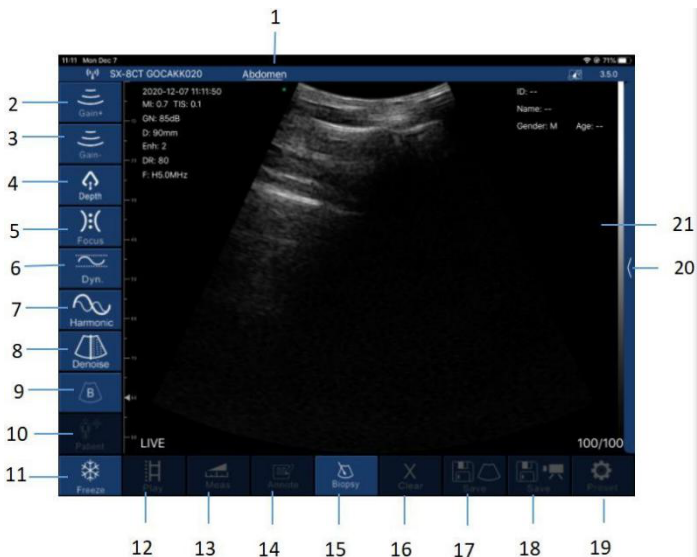 1
11:11 Mon Dec 7
71%
SX-8CT GOCAKK020
Abdomen
3.5.0
2
Gain+
3
Gain-
4
Depth
5
Focus
6
Dyn.
7
Harmonic
8
Denoise
9
B
10
Patient
11
Freeze
2020-12-07 11:11:50
MI: 0.7 TIS: 0.1
GN: 85dB
D: 90mm
Enh: 2
DR: 80
F: H5.0MHz
ID: --
Name: --
Gender: M Age: --
21
20
LIVE
100/100
Play
Meas
Annote
Biopsy
Clear
Save
Save
Preset
12
13
14
15
16
17
18
19